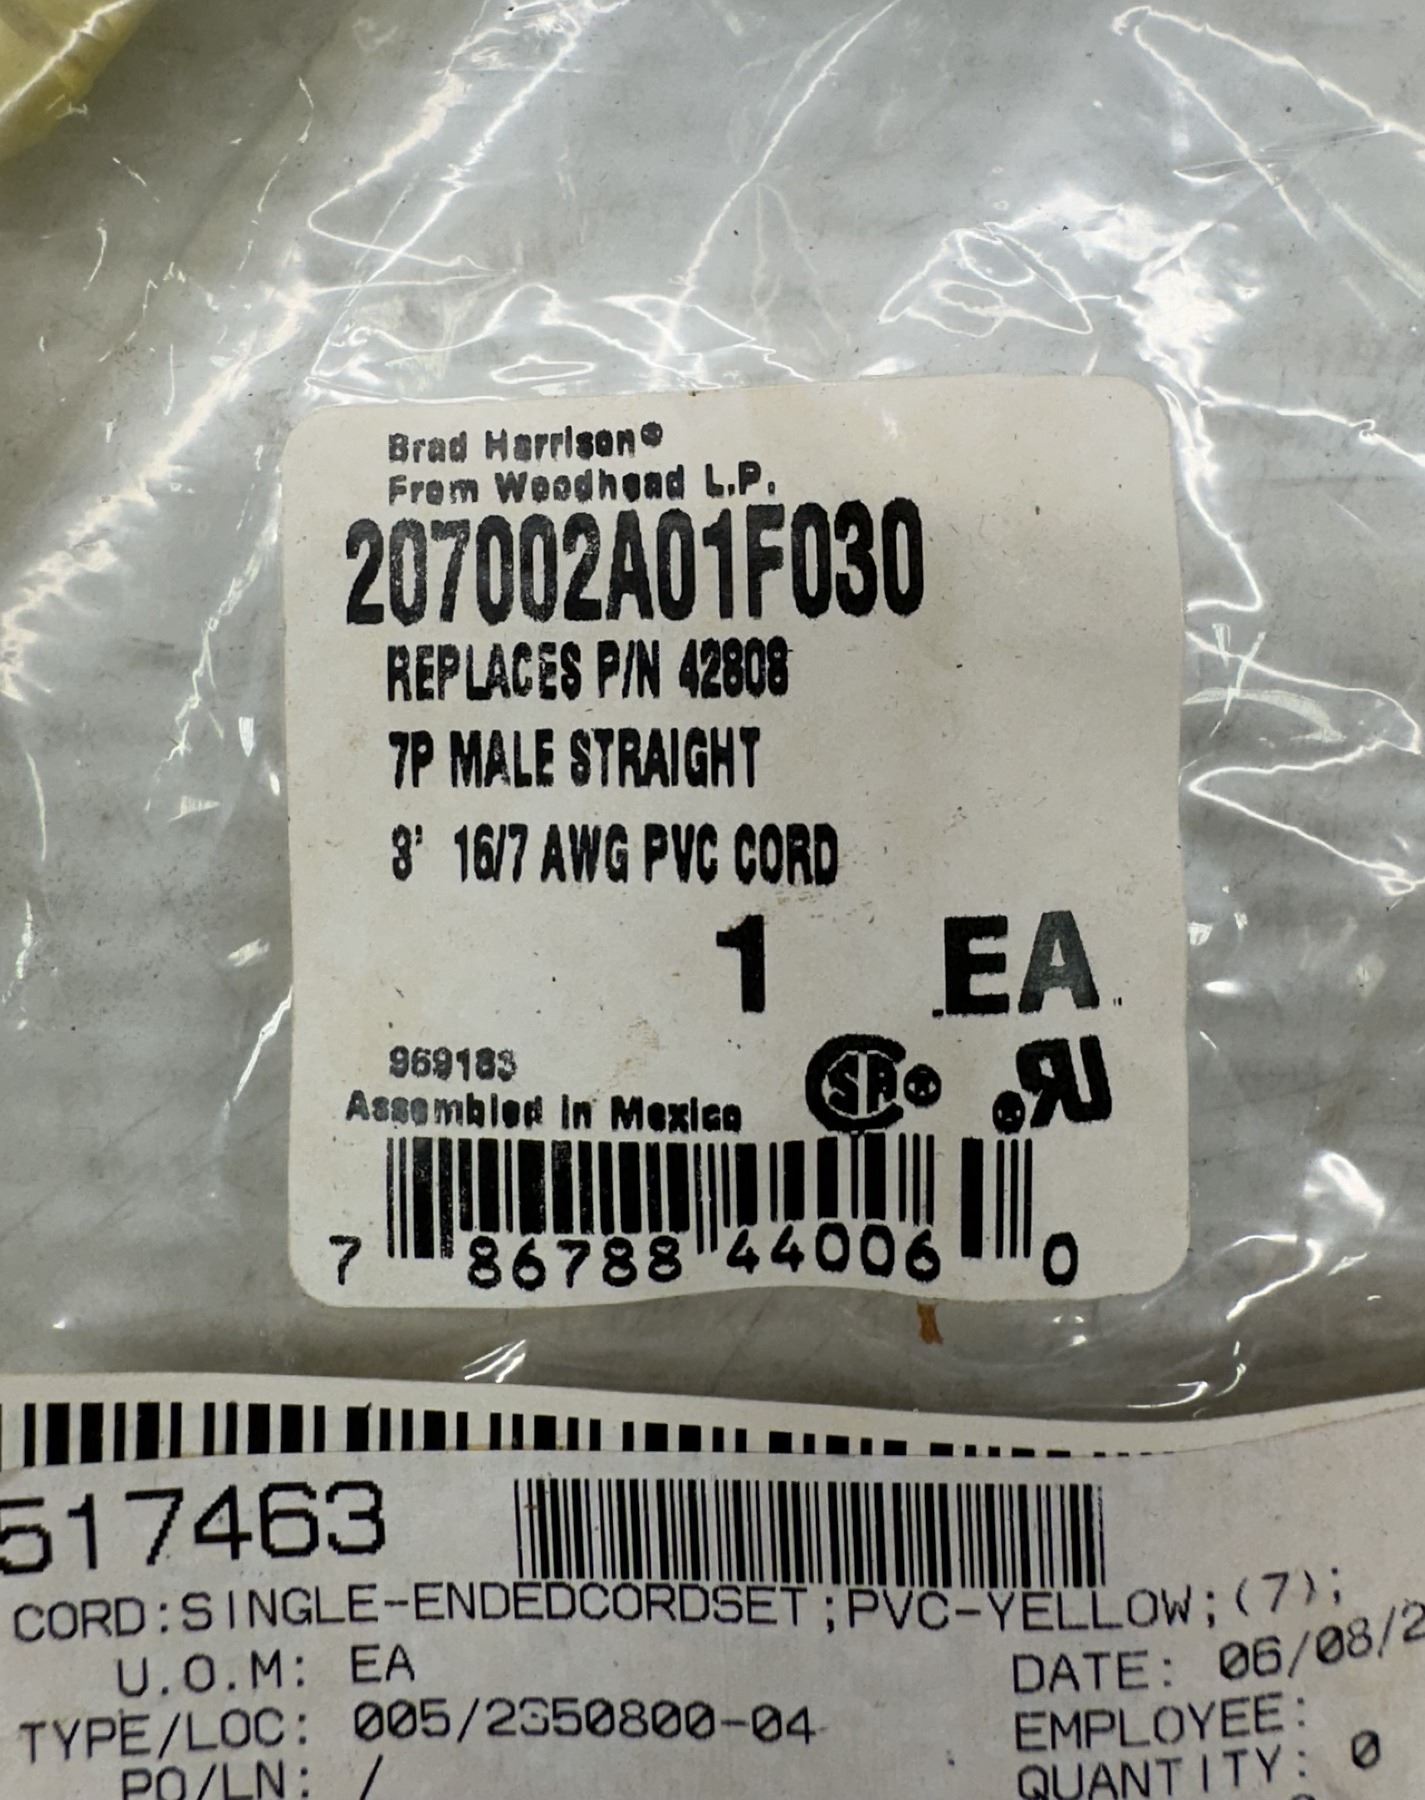 Brad Harrison®
From Woodhead L.P.
207002A01F030
REPLACES P/N 42808
7P MALE STRAIGHT
3' 16/7 AWG PVC CORD
1 EA
969183
Assembled in Mexico
7 86788 44006 0
517463
CORD:SINGLE-ENDEDCORDSET;PVC-YELLOW;(7);
U.O.M: EA
DATE: 06/08/2
TYPE/LOC: 005/2350800-04
EMPLOYEE:
PO/LN: /
QUANTITY: 0